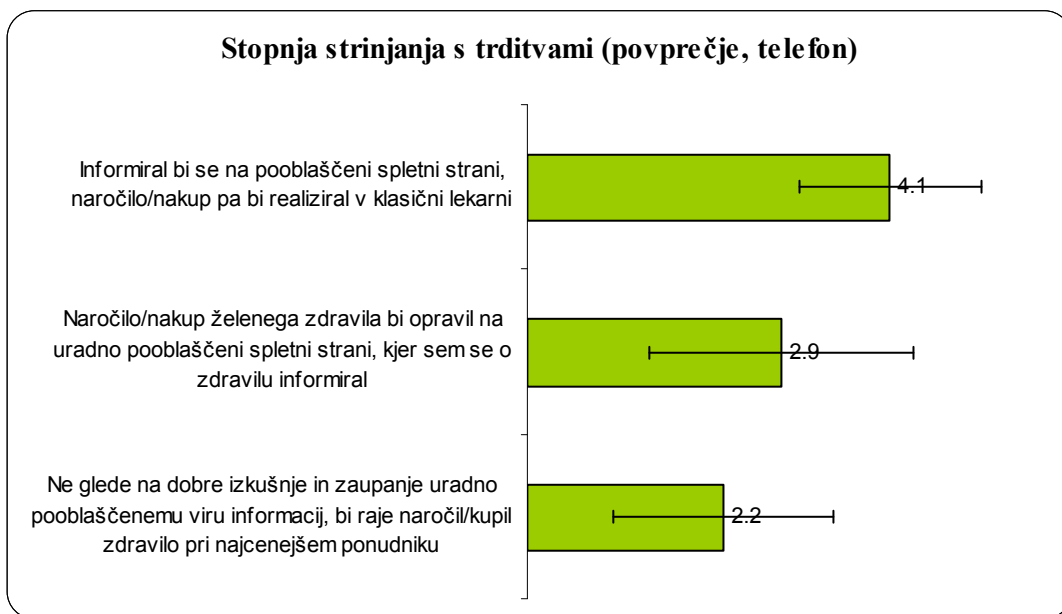 Stopnja strinjanja s trditvami (povprečje, telefon)
Informiral bi se na pooblaščeni spletni strani,
naročilo/nakup pa bi realiziral v klasični lekarni
4.1
Naročilo/nakup želenega zdravila bi opravil na
uradno pooblaščeni spletni strani, kjer sem se o
zdravilu informiral
2.9
Ne glede na dobre izkušnje in zaupanje uradno
pooblaščenemu viru informacij, bi raje naročil/kupil
zdravilo pri najcenejšem ponudniku
2.2